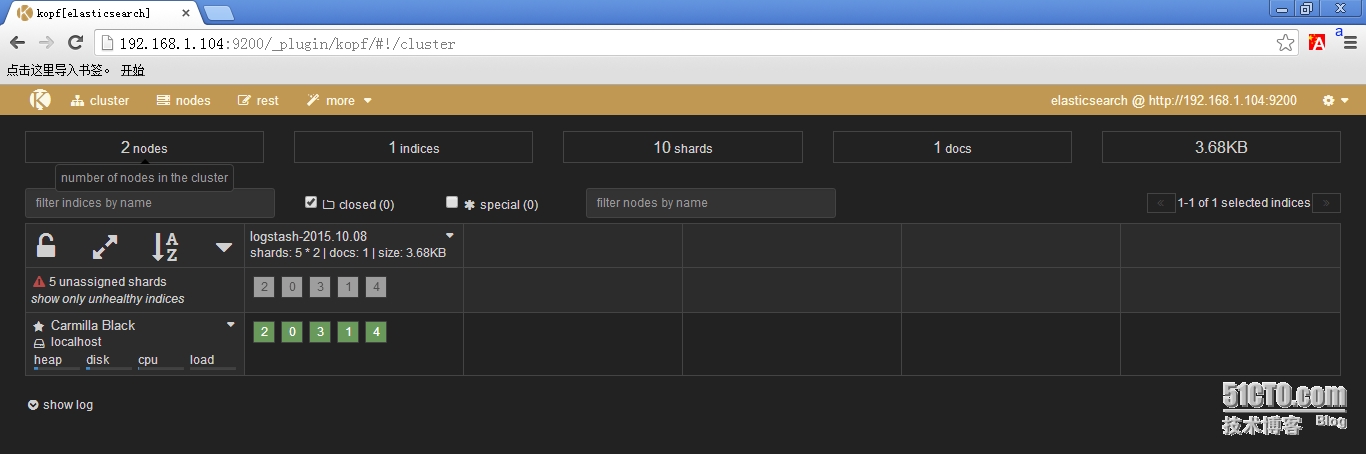 kopf[elasticsearch]
192.168.1.104:9200/_plugin/kopf/#!/cluster
a
点击这里导入书签。 开始
cluster nodes rest more elasticsearch @ http://192.168.1.104:9200
2 nodes 1 indices 10 shards 1 docs 3.68KB
number of nodes in the cluster
filter indices by name closed (0) special (0) filter nodes by name 1-1 of 1 selected indices
A
Z
logstash-2015.10.08
shards: 5 * 2 | docs: 1 | size: 3.68KB
5 unassigned shards
show only unhealthy indices
2 0 3 1 4
Carmilla Black
localhost
heap disk cpu load
2 0 3 1 4
show log
51CTO.com
技术博客 Blog